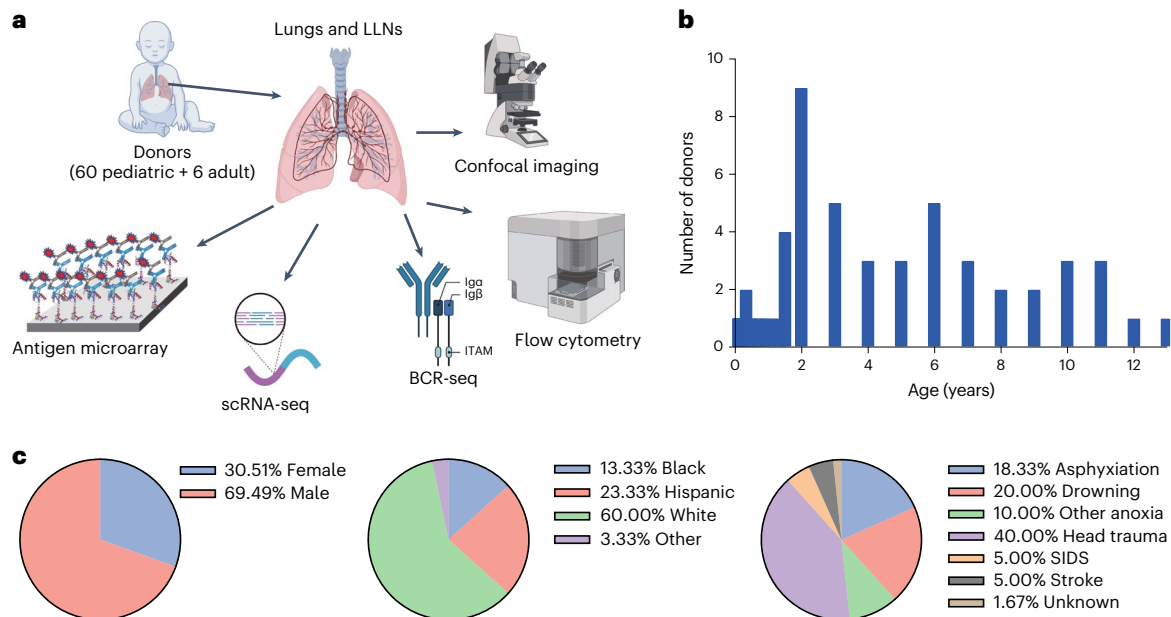 a
Lungs and LLNs
Donors
(60 pediatric + 6 adult)
Confocal imaging
Antigen microarray
scRNA-seq
Igα
Igβ
ITAM
BCR-seq
Flow cytometry
b
Number of donors
10
8
6
4
2
0
0 2 4 6 8 10 12
Age (years)
c
30.51% Female
69.49% Male
13.33% Black
23.33% Hispanic
60.00% White
3.33% Other
18.33% Asphyxiation
20.00% Drowning
10.00% Other anoxia
40.00% Head trauma
5.00% SIDS
5.00% Stroke
1.67% Unknown